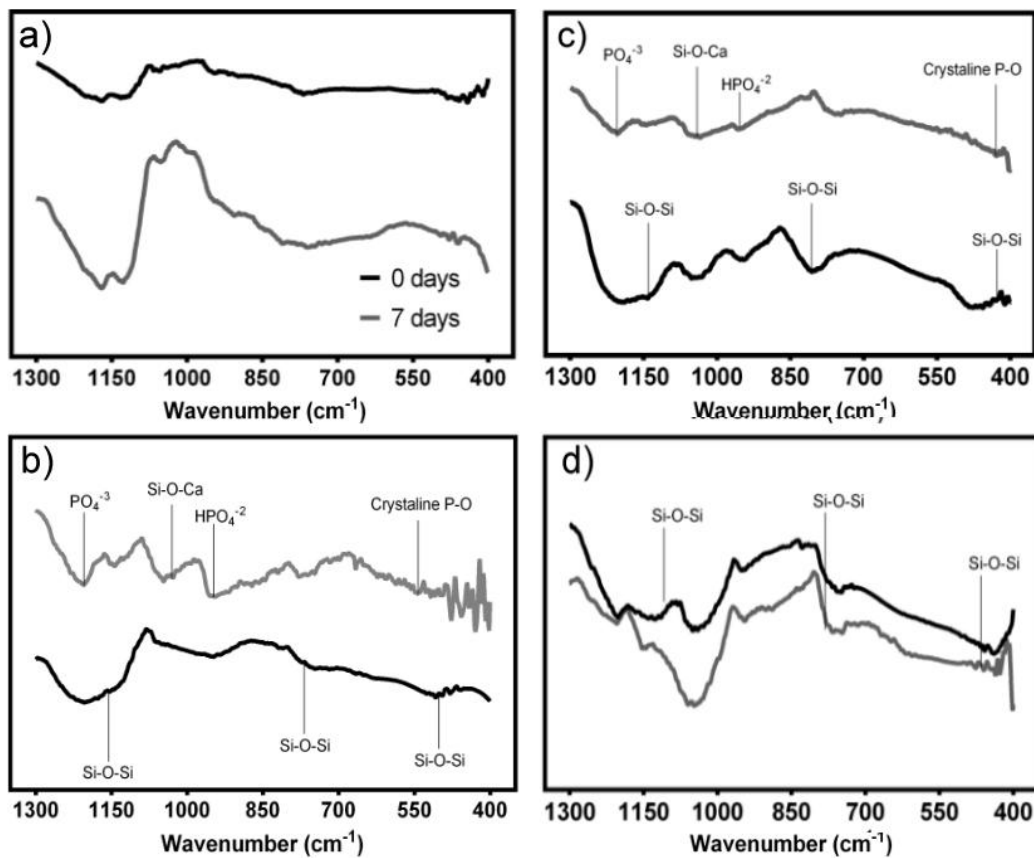 a)
0 days
7 days
1300 1150 1000 850 700 550 400
Wavenumber (cm⁻¹)
c)
PO₄⁻³
Si-O-Ca
HPO₄⁻²
Crystaline P-O
Si-O-Si
Si-O-Si
Si-O-Si
1300 1150 1000 850 700 550 400
Wavenumber (cm⁻¹)
b)
PO₄⁻³
Si-O-Ca
HPO₄⁻²
Crystaline P-O
Si-O-Si
Si-O-Si
Si-O-Si
1300 1150 1000 850 700 550 400
Wavenumber (cm⁻¹)
d)
Si-O-Si
Si-O-Si
Si-O-Si
1300 1150 1000 850 700 550 400
Wavenumber (cm⁻¹)